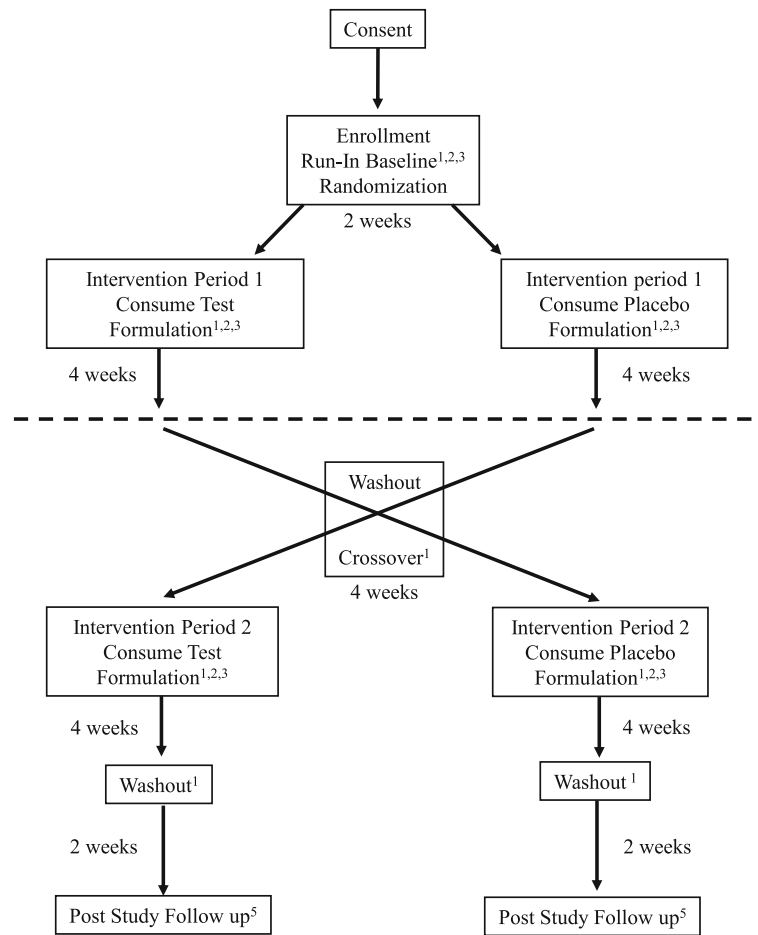 Consent
Enrollment
Run-In Baseline¹,²,³
Randomization
2 weeks
Intervention Period 1
Consume Test
Formulation¹,²,³
Intervention period 1
Consume Placebo
Formulation¹,²,³
4 weeks
4 weeks
Washout
Crossover¹
4 weeks
Intervention Period 2
Consume Test
Formulation¹,²,³
Intervention Period 2
Consume Placebo
Formulation¹,²,³
4 weeks
4 weeks
Washout¹
Washout ¹
2 weeks
2 weeks
Post Study Follow up⁵
Post Study Follow up⁵